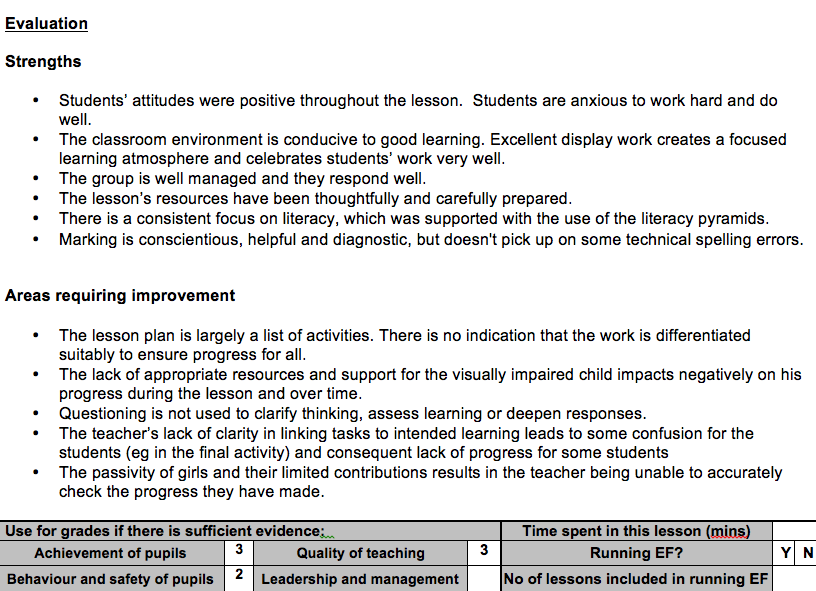 Evaluation
Strengths
• Students' attitudes were positive throughout the lesson.  Students are anxious to work hard and do
well.
• The classroom environment is conducive to good learning. Excellent display work creates a focused
learning atmosphere and celebrates students' work very well.
• The group is well managed and they respond well.
• The lesson's resources have been thoughtfully and carefully prepared.
• There is a consistent focus on literacy, which was supported with the use of the literacy pyramids.
• Marking is conscientious, helpful and diagnostic, but doesn't pick up on some technical spelling errors.
Areas requiring improvement
• The lesson plan is largely a list of activities. There is no indication that the work is differentiated
suitably to ensure progress for all.
• The lack of appropriate resources and support for the visually impaired child impacts negatively on his
progress during the lesson and over time.
• Questioning is not used to clarify thinking, assess learning or deepen responses.
• The teacher's lack of clarity in linking tasks to intended learning leads to some confusion for the
students (eg in the final activity) and consequent lack of progress for some students
• The passivity of girls and their limited contributions results in the teacher being unable to accurately
check the progress they have made.
Use for grades if there is sufficient evidence: Time spent in this lesson (mins)
Achievement of pupils 3 Quality of teaching 3 Running EF? Y N
Behaviour and safety of pupils 2 Leadership and management No of lessons included in running EF